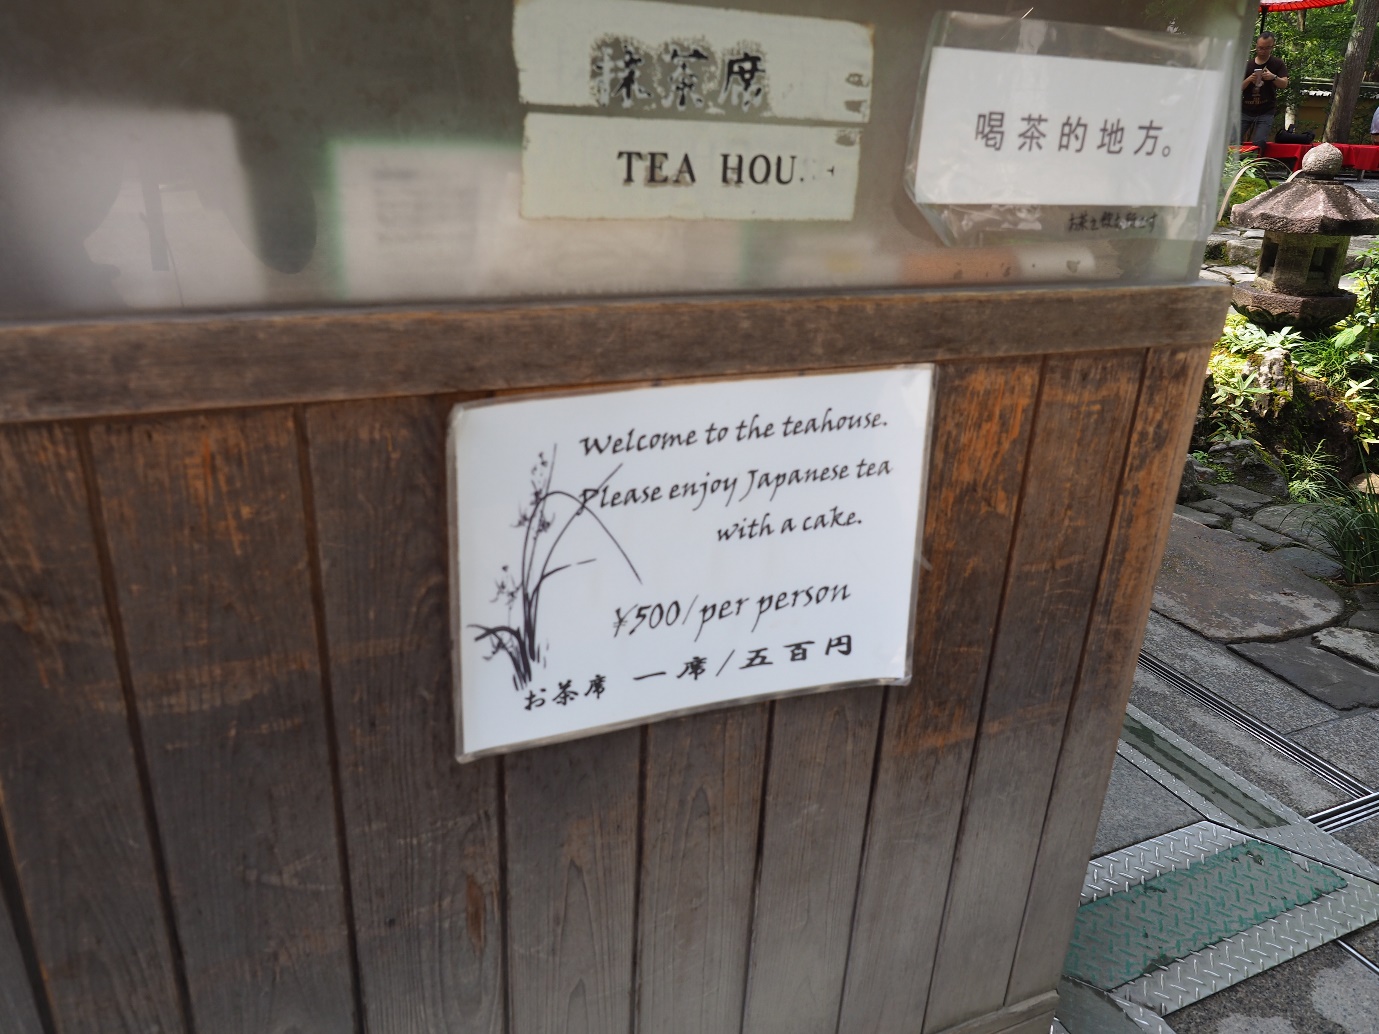 抹茶席
TEA HOU
喝茶的地方。
Welcome to the teahouse.
Please enjoy Japanese tea
with a cake.
¥500/per person
お茶席 一席/五百円